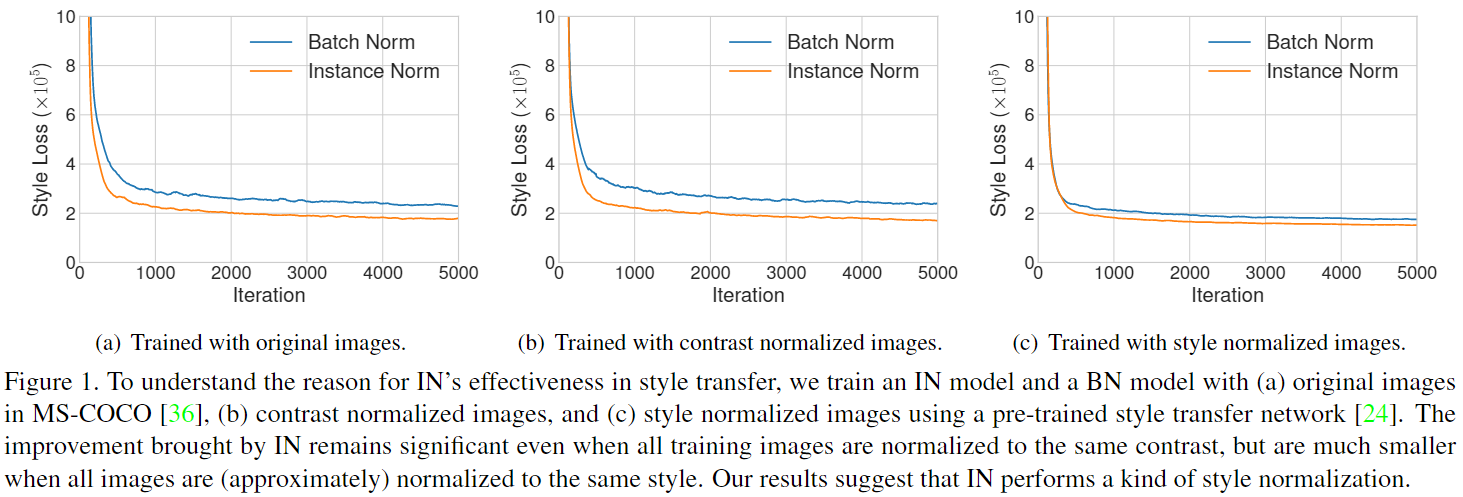 10
8
6
4
2
0
Style Loss (×10⁵)
Batch Norm
Instance Norm
0 1000 2000 3000 4000 5000
Iteration
(a) Trained with original images.
10
8
6
4
2
0
Style Loss (×10⁵)
Batch Norm
Instance Norm
0 1000 2000 3000 4000 5000
Iteration
(b) Trained with contrast normalized images.
10
8
6
4
2
0
Style Loss (×10⁵)
Batch Norm
Instance Norm
0 1000 2000 3000 4000 5000
Iteration
(c) Trained with style normalized images.
Figure 1. To understand the reason for IN's effectiveness in style transfer, we train an IN model and a BN model with (a) original images
in MS-COCO [36], (b) contrast normalized images, and (c) style normalized images using a pre-trained style transfer network [24]. The
improvement brought by IN remains significant even when all training images are normalized to the same contrast, but are much smaller
when all images are (approximately) normalized to the same style. Our results suggest that IN performs a kind of style normalization.